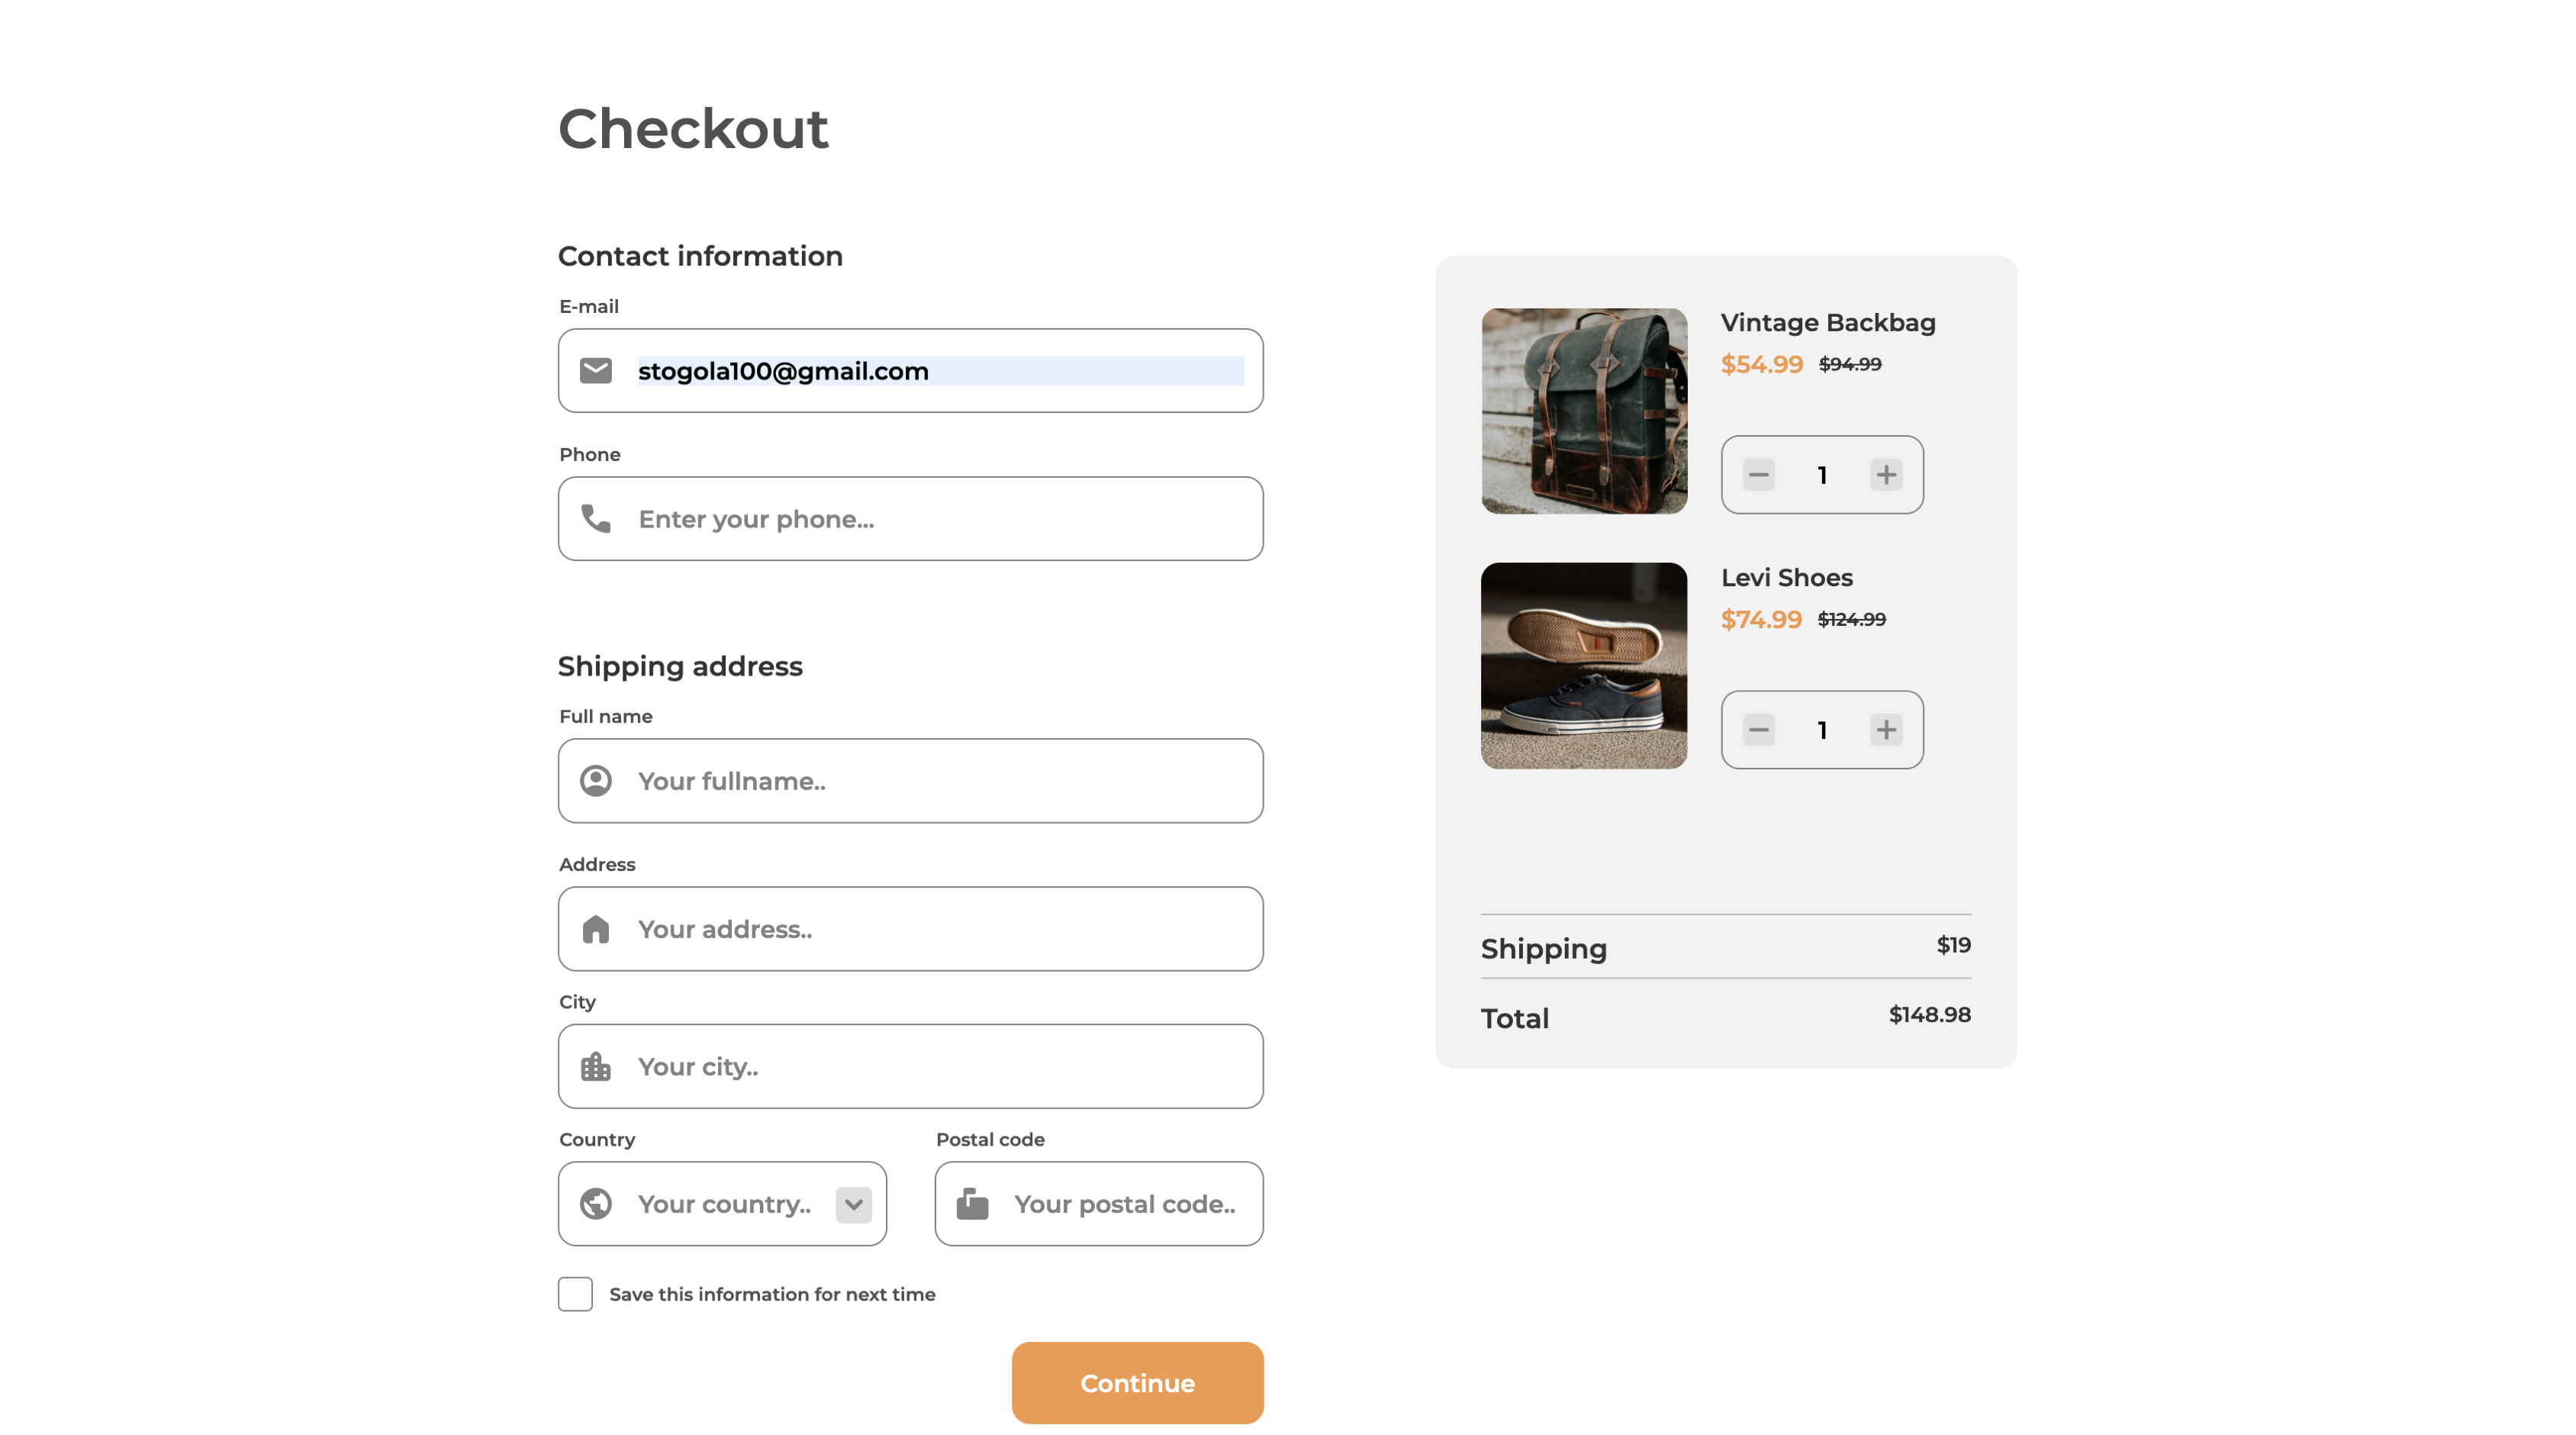 Checkout
Contact information
E-mail
stogola100@gmail.com
Phone
Enter your phone...
Shipping address
Full name
Your fullname..
Address
Your address..
City
Your city..
Country
Your country..
Postal code
Your postal code..
Save this information for next time
Continue
Vintage Backbag
$54.99 $94.99
1
Levi Shoes
$74.99 $124.99
1
Shipping $19
Total $148.98